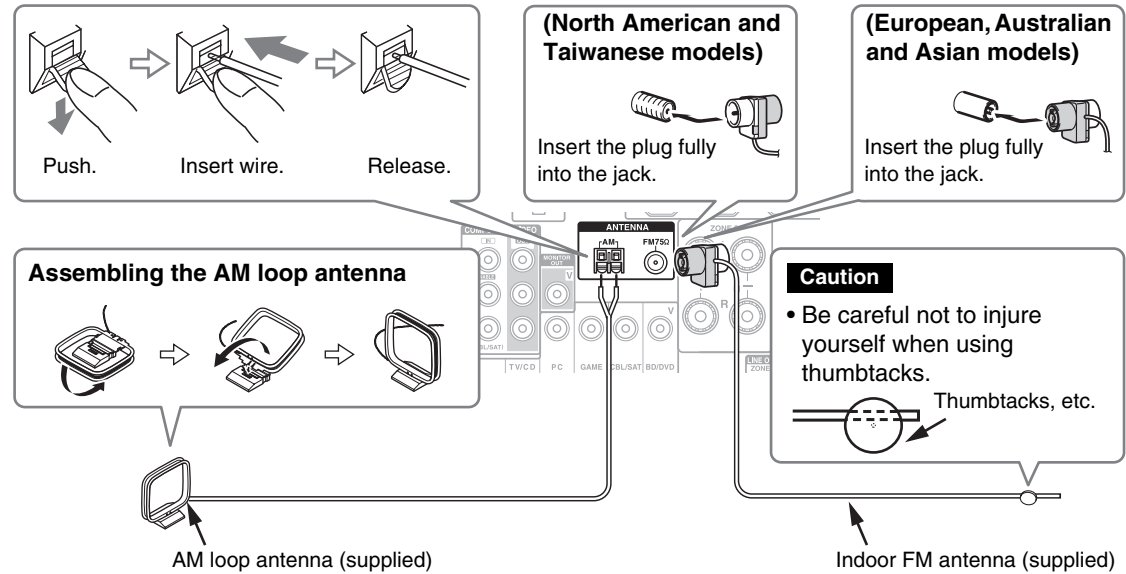 (North American and
Taiwanese models)
(European, Australian
and Asian models)
Push.
Insert wire.
Release.
Insert the plug fully
into the jack.
Insert the plug fully
into the jack.
ANTENNA
AM
FM75Ω
IN
MONITOR
OUT
V
V
R
ZONE
TV/CD
PC
GAME
CBL/SAT
BD/DVD
ZONE
Assembling the AM loop antenna
Caution
• Be careful not to injure
yourself when using
thumbtacks.
Thumbtacks, etc.
AM loop antenna (supplied)
Indoor FM antenna (supplied)